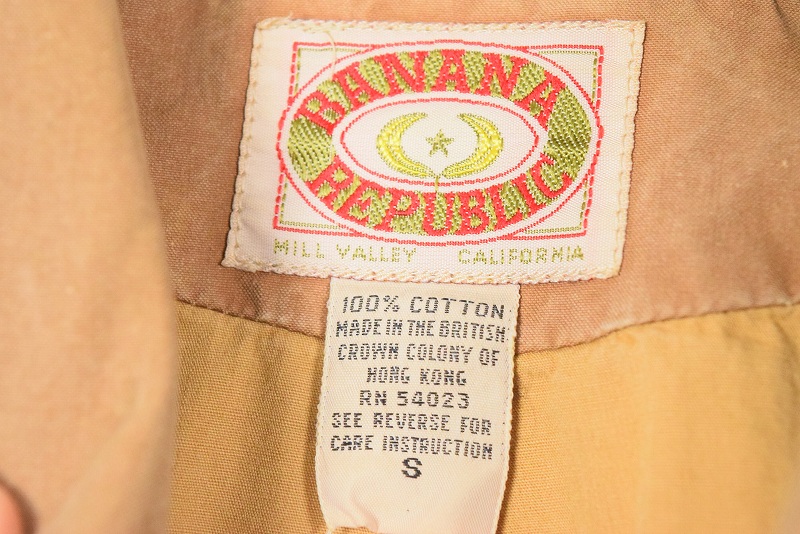 BANANA
REPUBLIC
MILL VALLEY CALIFORNIA
100% COTTON
MADE IN THE BRITISH
CROWN COLONY OF
HONG KONG
RN 54023
SEE REVERSE FOR
CARE INSTRUCTION
S